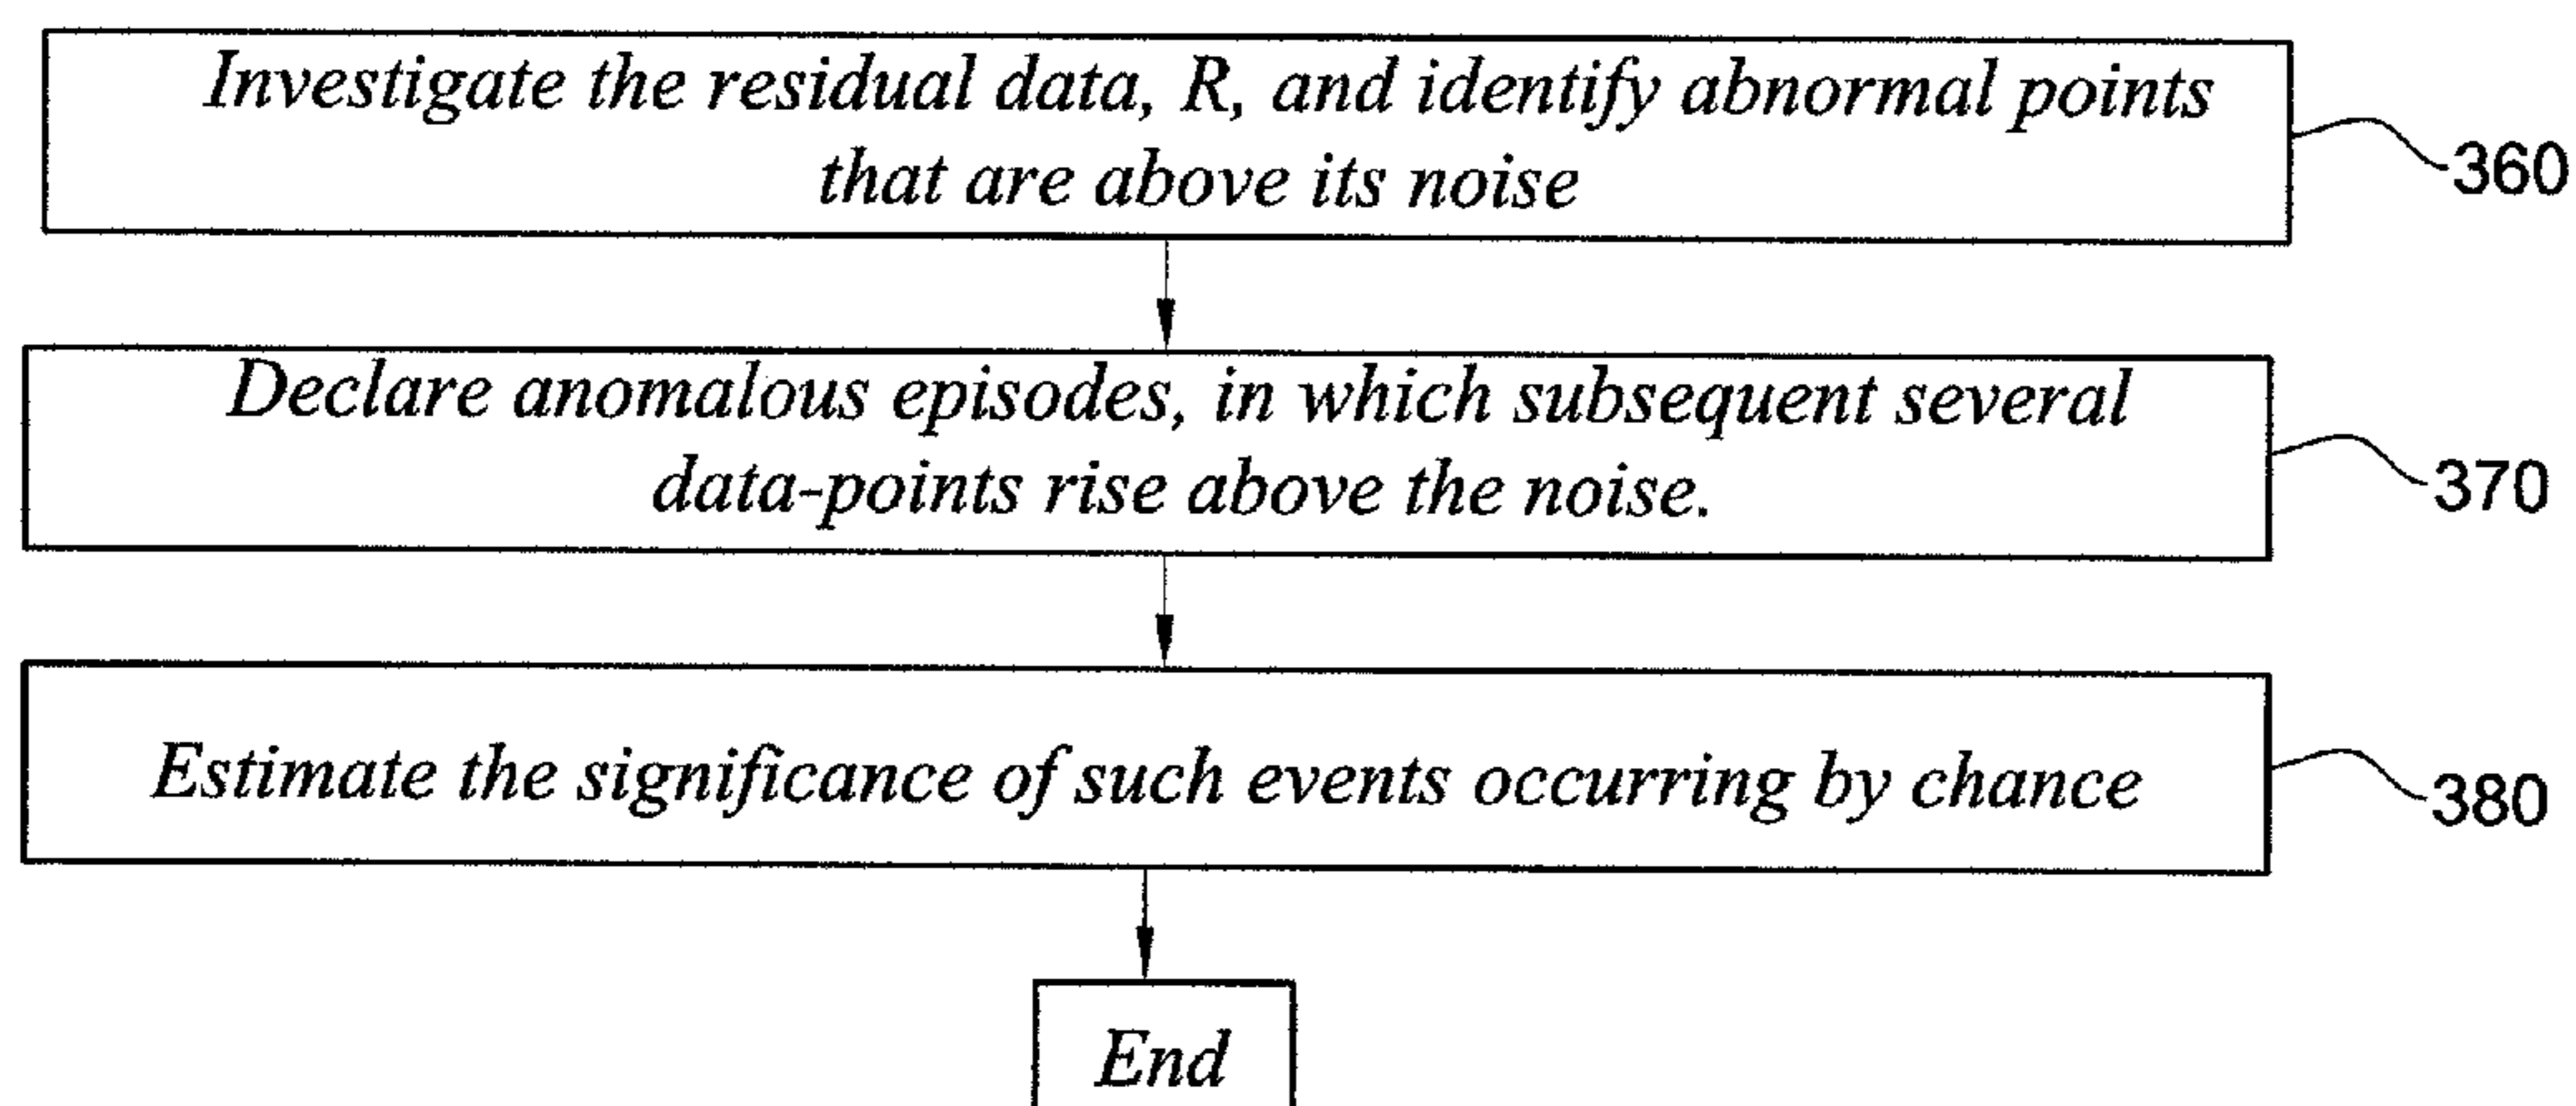 Investigate the residual data, R, and identify abnormal points
that are above its noise
360
Declare anomalous episodes, in which subsequent several
data-points rise above the noise.
370
Estimate the significance of such events occurring by chance
380
End